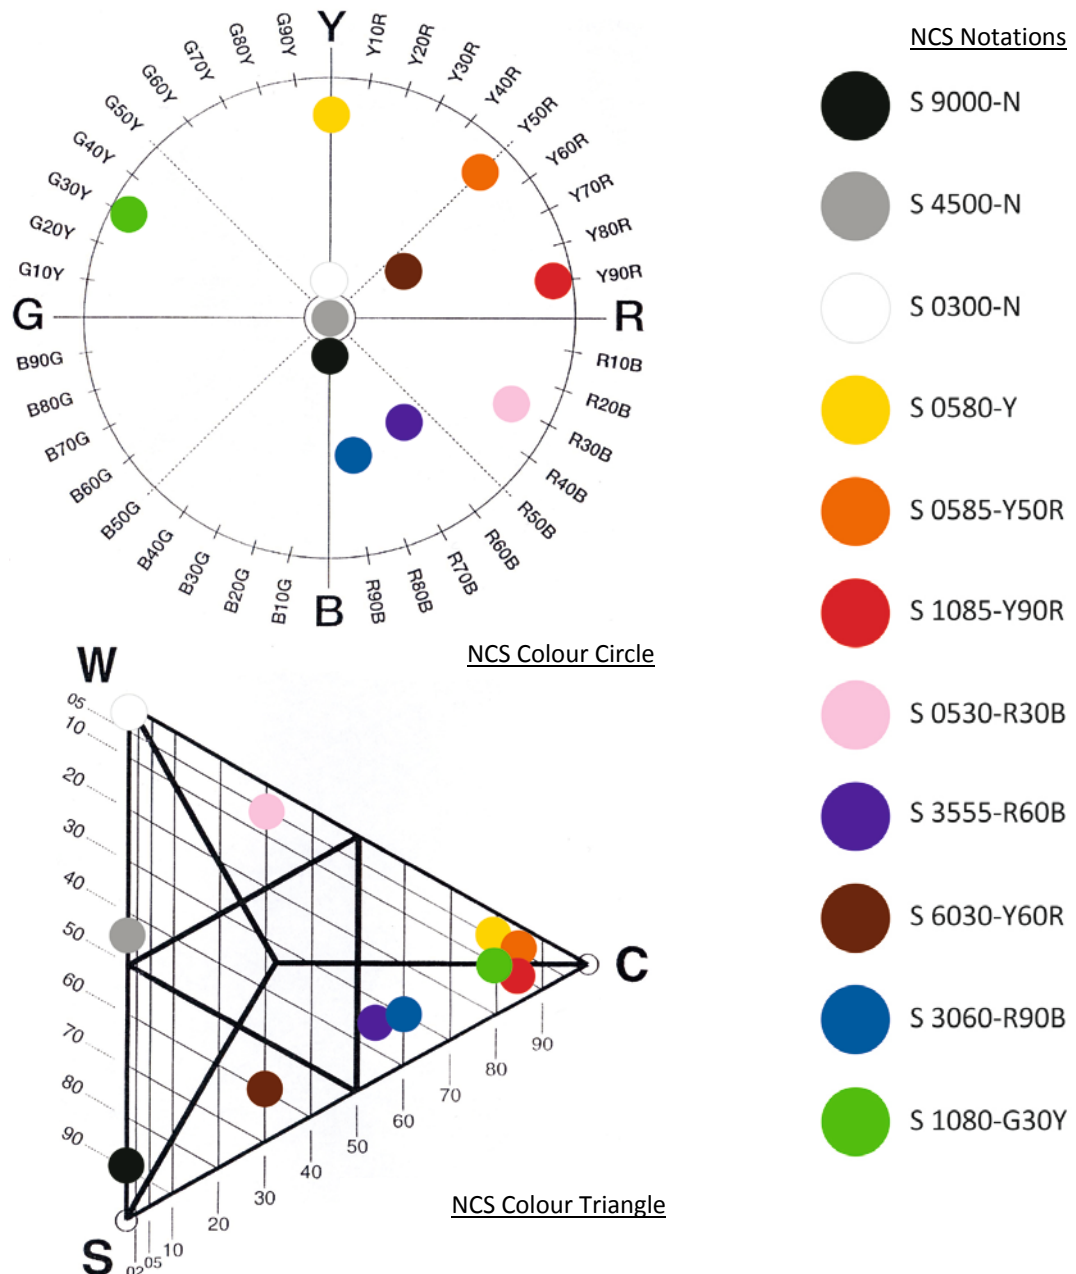 NCS Notations
S 9000-N
S 4500-N
S 0300-N
S 0580-Y
S 0585-Y50R
S 1085-Y90R
S 0530-R30B
S 3555-R60B
S 6030-Y60R
S 3060-R90B
S 1080-G30Y
Y
Y10R
Y20R
Y30R
Y40R
Y50R
Y60R
Y70R
Y80R
Y90R
R
R10B
R20B
R30B
R40B
R50B
R60B
R70B
R80B
R90B
B
B10G
B20G
B30G
B40G
B50G
B60G
B70G
B80G
B90G
G
G10Y
G20Y
G30Y
G40Y
G50Y
G60Y
G70Y
G80Y
G90Y
NCS Colour Circle
W
05
10
20
30
40
50
60
70
80
90
S
02
05
10
20
30
40
50
60
70
80
90
C
NCS Colour Triangle